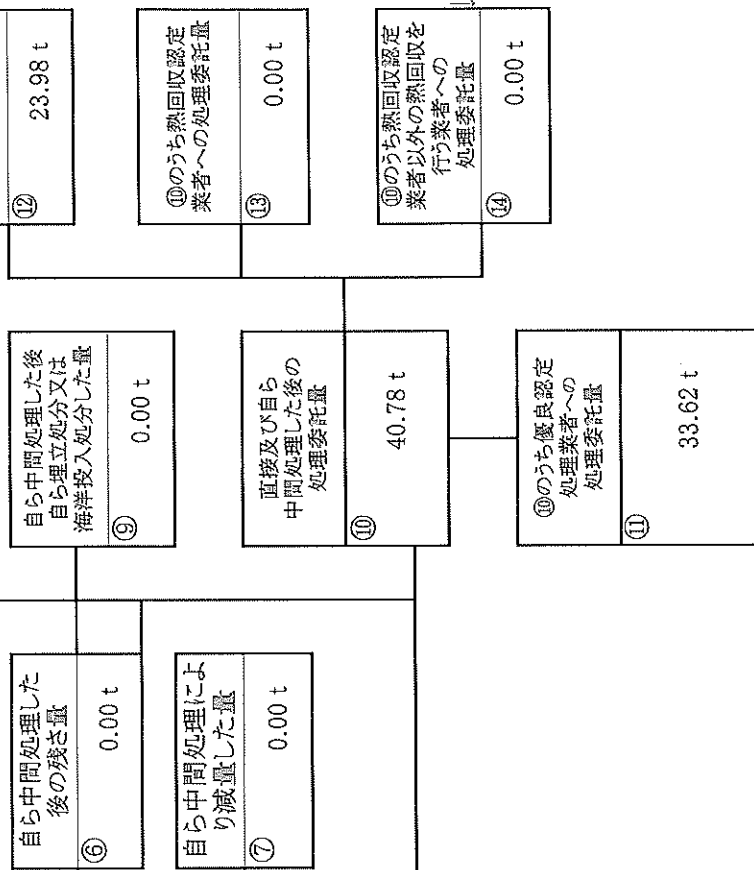 自ら中間処理した
後の残さ量
⑥
0.00 t
自ら中間処理によ
り減量した量
⑦
0.00 t
自ら中間処理した後
自ら埋立処分又は
海洋投入処分した量
⑨
0.00 t
直接及び自ら
中間処理した後の
処理委託量
⑩
40.78 t
⑩のうち優良認定
処理業者への
処理委託量
⑪
33.62 t
⑫
23.98 t
⑩のうち熱回収認定
業者への処理委託量
⑬
0.00 t
⑩のうち熱回収認定
業者以外の熱回収を
行う業者への
処理委託量
⑭
0.00 t